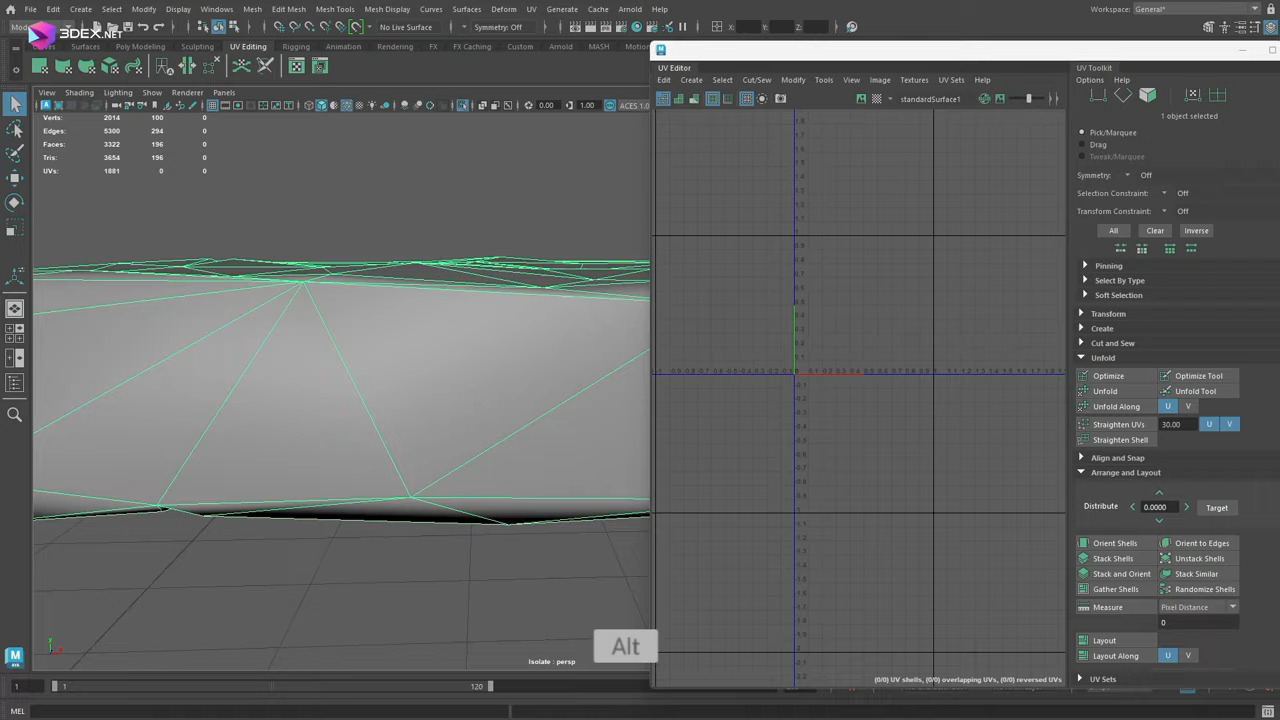 File Edit Create Select Modify Display Windows Mesh Edit Mesh Mesh Tools Mesh Display Curves Surfaces Deform UV Generate Cache Arnold Help
Workspace: General*
3DEX.NET
No Live Surface
Symmetry: Off
X: Y: Z:
Curves Surfaces Poly Modeling Sculpting UV Editing Rigging Animation Rendering FX FX Caching Custom Arnold MASH
View Shading Lighting Show Renderer Panels
0.00 1.00 ACES 1.0
Verts: 2014 100 0
Edges: 5300 294 0
Faces: 3322 196 0
Tris: 3654 196 0
UVs: 1881 0 0
Isolate : persp
Alt
UV Editor
Edit Create Select Cut/Sew Modify Tools View Image Textures UV Sets Help
standardSurface1
(0/0) UV shells, (0/0) overlapping UVs, (0/0) reversed UVs
UV Toolkit
Options Help
1 object selected
Pick/Marquee
Drag
Tweak/Marquee
Symmetry: Off
Selection Constraint: Off
Transform Constraint: Off
All Clear Inverse
Pinning
Select By Type
Soft Selection
Transform
Create
Cut and Sew
Unfold
Optimize Optimize Tool
Unfold Unfold Tool
Unfold Along U V
Straighten UVs 30.00 U V
Straighten Shell
Align and Snap
Arrange and Layout
Distribute 0.0000 Target
Orient Shells Orient to Edges
Stack Shells Unstack Shells
Stack and Orient Stack Similar
Gather Shells Randomize Shells
Measure Pixel Distance
0
Layout
Layout Along U V
UV Sets
1 1 120
MEL